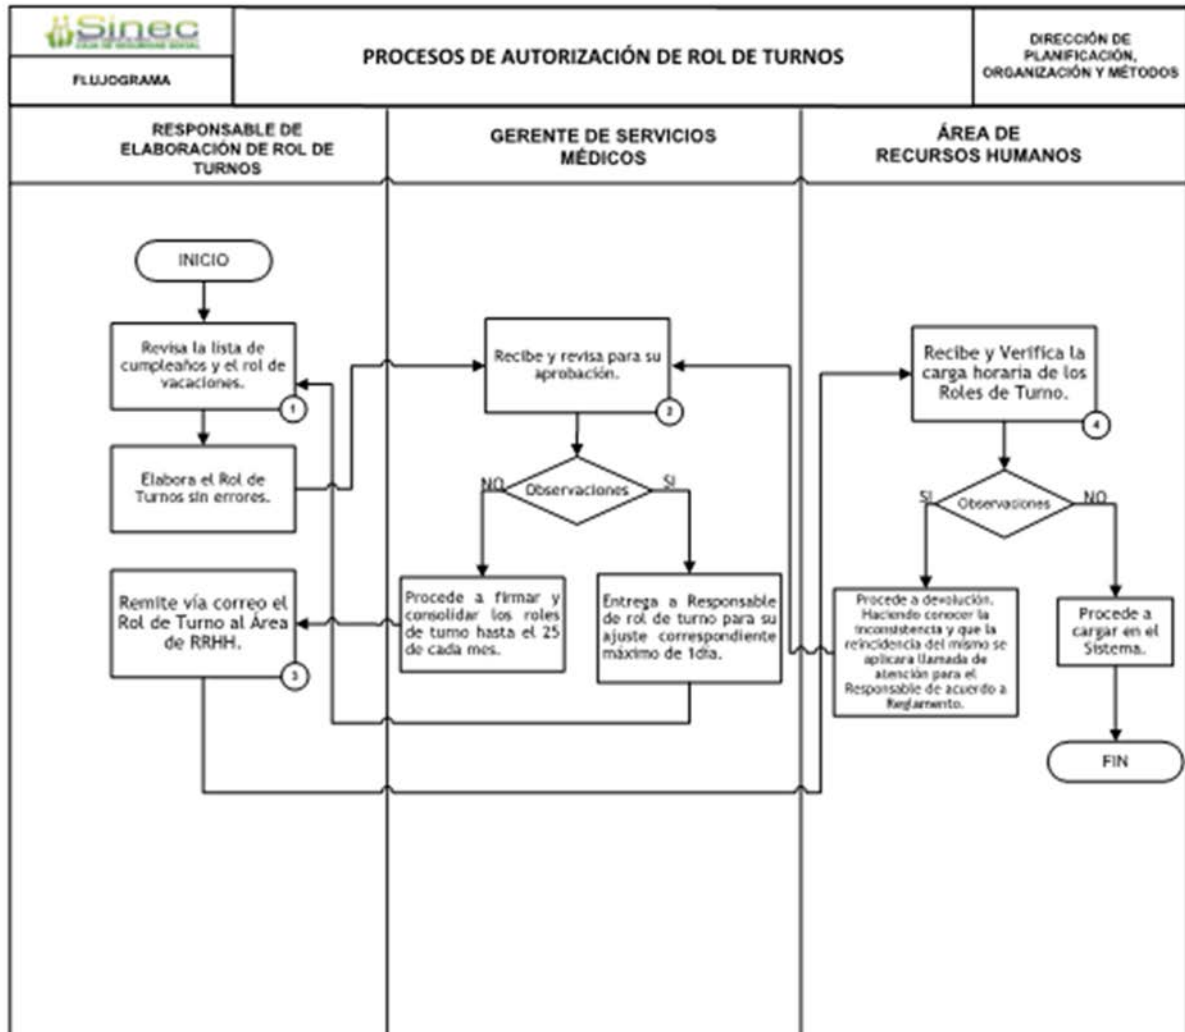 Sinec
CAJA DE SEGURIDAD SOCIAL
FLUJOGRAMA
PROCESOS DE AUTORIZACIÓN DE ROL DE TURNOS
DIRECCIÓN DE
PLANIFICACIÓN,
ORGANIZACIÓN Y MÉTODOS
RESPONSABLE DE
ELABORACIÓN DE ROL DE
TURNOS
GERENTE DE SERVICIOS
MÉDICOS
ÁREA DE
RECURSOS HUMANOS
INICIO
Revisa la lista de
cumpleaños y el rol de
vacaciones.
1
Elabora el Rol de
Turnos sin errores.
Remite vía correo el
Rol de Turno al Área
de RRHH.
3
Recibe y revisa para su
aprobación.
2
NO
Observaciones
SI
Procede a firmar y
consolidar los roles
de turno hasta el 25
de cada mes.
Entrega a Responsable
de rol de turno para su
ajuste correspondiente
máximo de 1día.
Recibe y Verifica la
carga horaria de los
Roles de Turno.
4
SI
Observaciones
NO
Procede a devolución.
Haciendo conocer la
inconsistencia y que la
reincidencia del mismo se
aplicara llamada de
atención para el
Responsable de acuerdo a
Reglamento.
Procede a
cargar en el
Sistema.
FIN